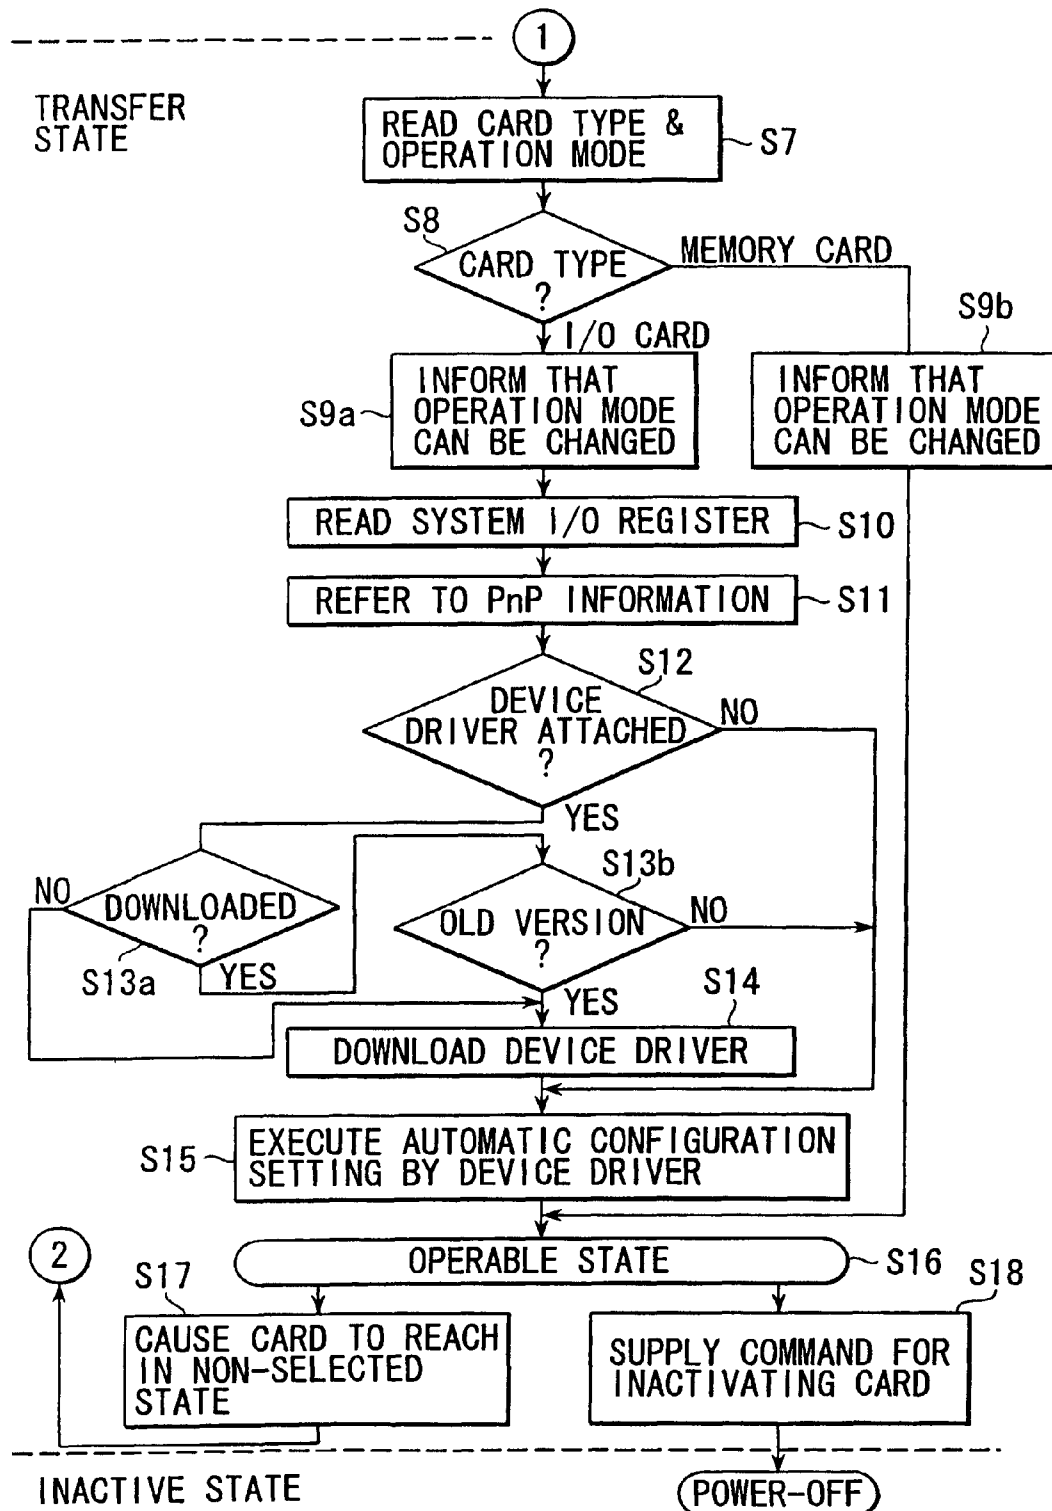 1
TRANSFER
STATE
READ CARD TYPE &
OPERATION MODE
S7
S8
CARD TYPE
?
MEMORY CARD
I/O CARD
S9b
S9a
INFORM THAT
OPERATION MODE
CAN BE CHANGED
INFORM THAT
OPERATION MODE
CAN BE CHANGED
READ SYSTEM I/O REGISTER
S10
REFER TO PnP INFORMATION
S11
S12
DEVICE
DRIVER ATTACHED
?
NO
YES
S13b
NO
DOWNLOADED
?
S13a
YES
OLD VERSION
?
NO
YES
S14
DOWNLOAD DEVICE DRIVER
S15
EXECUTE AUTOMATIC CONFIGURATION
SETTING BY DEVICE DRIVER
2
OPERABLE STATE
S16
S17
CAUSE CARD TO REACH
IN NON-SELECTED
STATE
S18
SUPPLY COMMAND FOR
INACTIVATING CARD
INACTIVE STATE
POWER-OFF